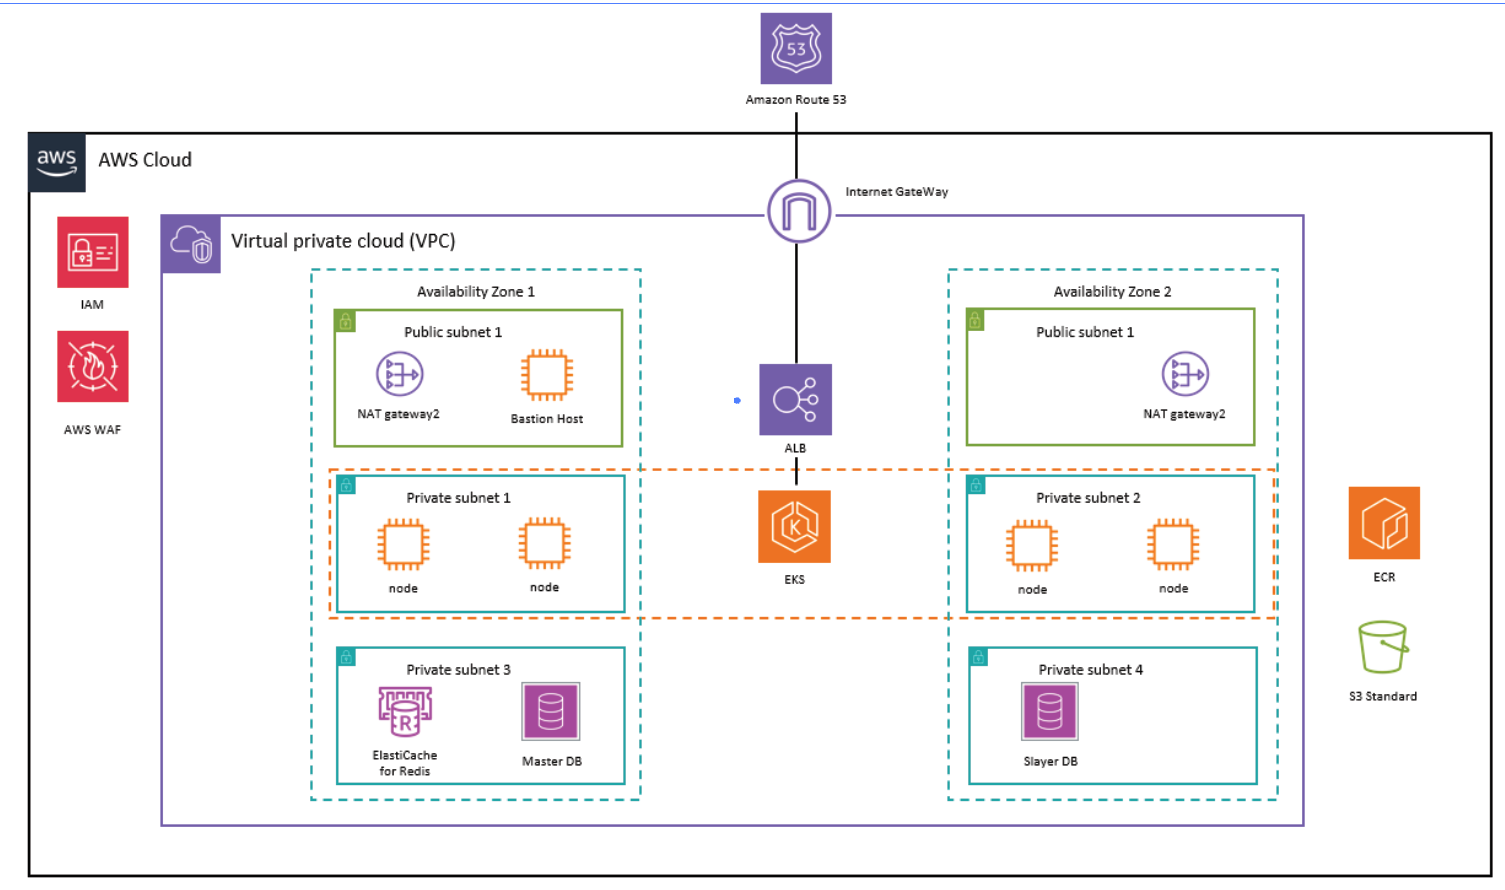 53
Amazon Route 53
aws
AWS Cloud
Internet GateWay
IAM
AWS WAF
Virtual private cloud (VPC)
Availability Zone 1
Public subnet 1
NAT gateway2
Bastion Host
Availability Zone 2
Public subnet 1
NAT gateway2
ALB
Private subnet 1
node
node
K
EKS
Private subnet 2
node
node
ECR
S3 Standard
Private subnet 3
R
ElastiCache
for Redis
Master DB
Private subnet 4
Slayer DB